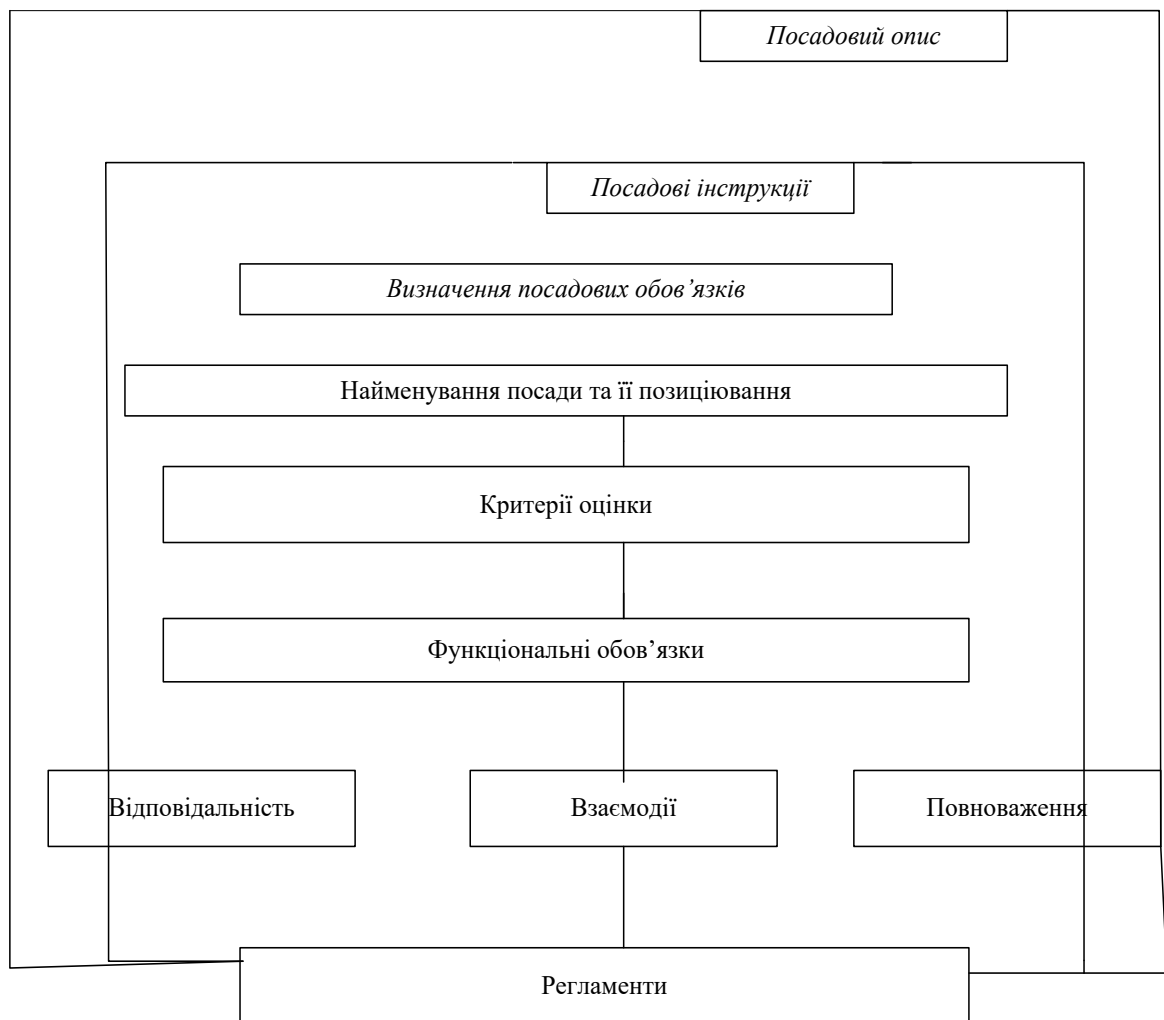 Посадовий опис
Посадові інструкції
Визначення посадових обов’язків
Найменування посади та її позиціювання
Критерії оцінки
Функціональні обов’язки
Відповідальність
Взаємодії
Повноваження
Регламенти